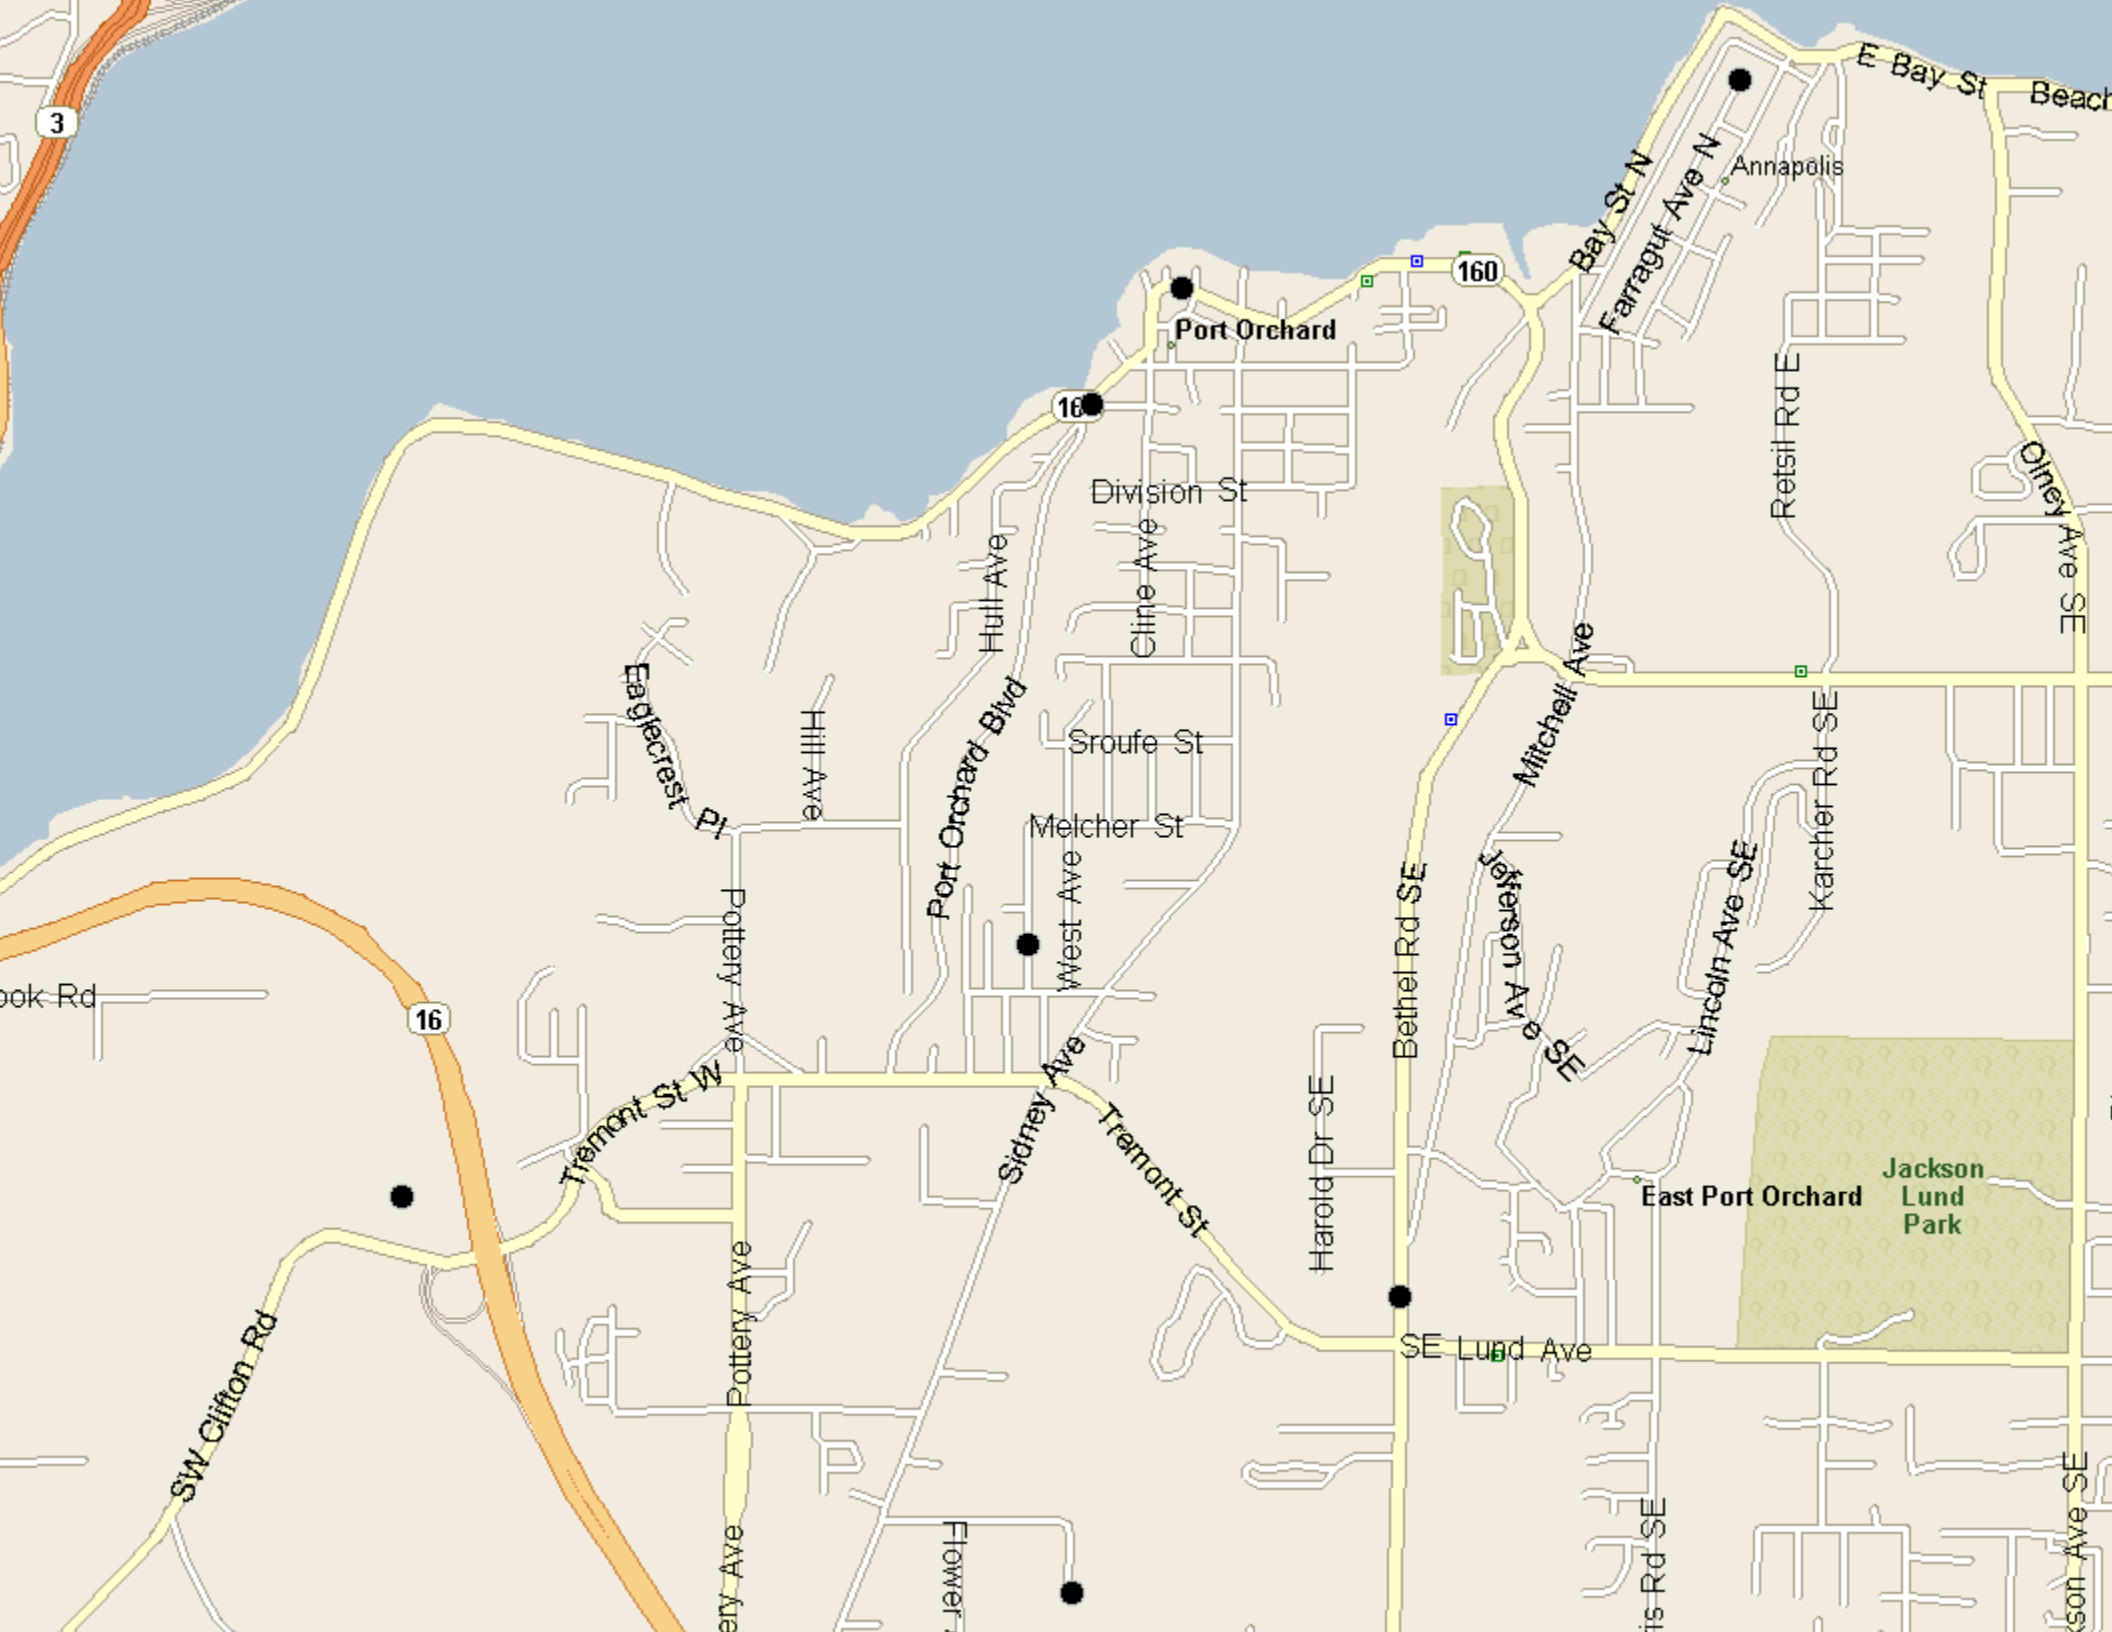 3
E Bay St
Beach
Annapolis
Bay St N
Farragut Ave N
160
Port Orchard
16
Retsil Rd E
Olney Ave SE
Division St
Cline Ave
Hull Ave
Eaglecrest Pl
Hill Ave
Port Orchard Blvd
Sroufe St
Melcher St
West Ave
Mitchell Ave
Karcher Rd SE
Jefferson Ave SE
Lincoln Ave SE
Bethel Rd SE
Pottery Ave
ook Rd
16
Tremont St W
Sidney Ave
Tremont St
Harold Dr SE
East Port Orchard
Jackson
Lund
Park
Pottery Ave
SW Clifton Rd
SE Lund Ave
Flower
ery Ave
is Rd SE
kson Ave SE